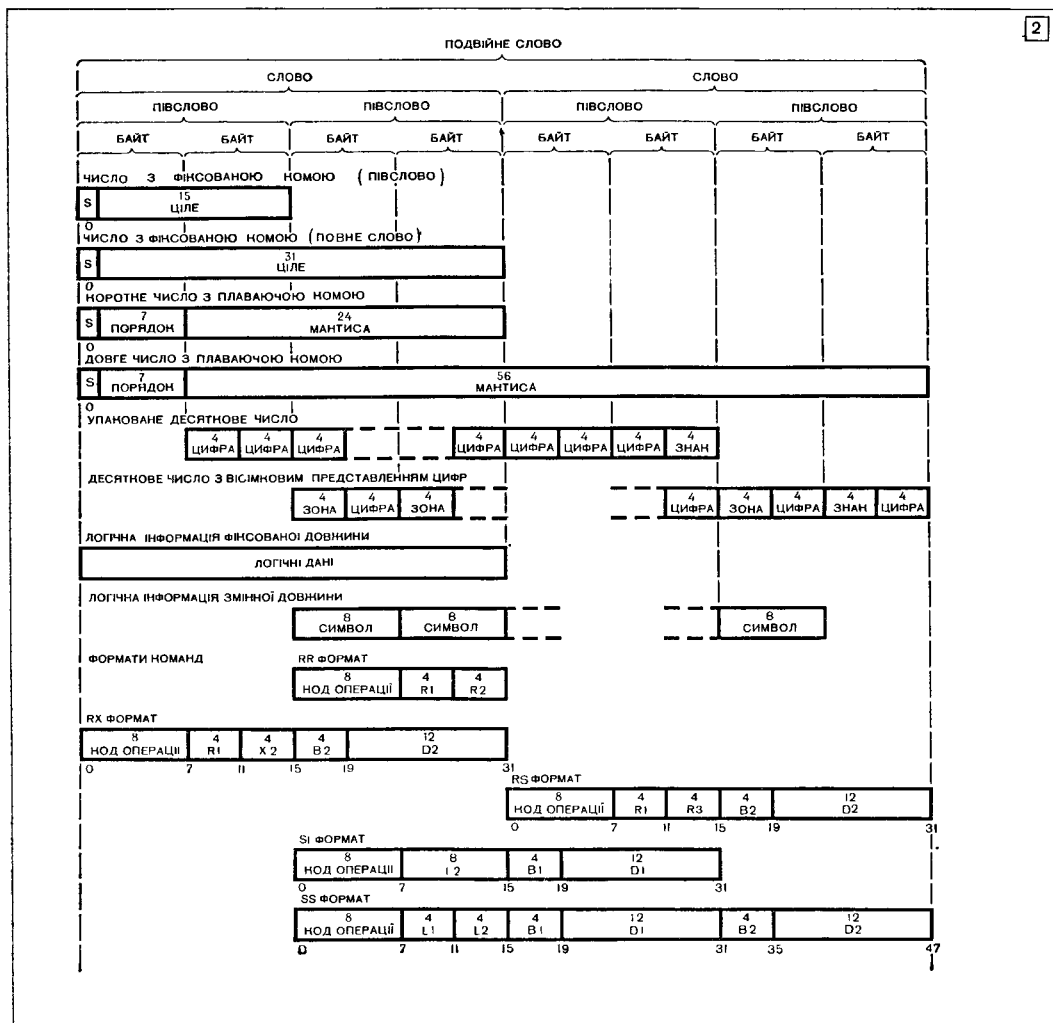 2
ПОДВІЙНЕ СЛОВО
СЛОВО СЛОВО
ПІВСЛОВО ПІВСЛОВО ПІВСЛОВО ПІВСЛОВО
БАЙТ БАЙТ БАЙТ БАЙТ БАЙТ БАЙТ БАЙТ БАЙТ
ЧИСЛО З ФІКСОВАНОЮ КОМОЮ (ПІВСЛОВО)
S 15 ЦІЛЕ
0
ЧИСЛО З ФІКСОВАНОЮ КОМОЮ (ПОВНЕ СЛОВО)
S 31 ЦІЛЕ
0
КОРОТКЕ ЧИСЛО З ПЛАВАЮЧОЮ КОМОЮ
S 7 ПОРЯДОК 24 МАНТИСА
0
ДОВГЕ ЧИСЛО З ПЛАВАЮЧОЮ КОМОЮ
S 7 ПОРЯДОК 56 МАНТИСА
0
УПАКОВАНЕ ДЕСЯТКОВЕ ЧИСЛО
4 4 4 4 4 4 4 4
ЦИФРА ЦИФРА ЦИФРА ЦИФРА ЦИФРА ЦИФРА ЦИФРА ЗНАК
ДЕСЯТКОВЕ ЧИСЛО З ВІСІМКОВИМ ПРЕДСТАВЛЕННЯМ ЦИФР
4 4 4 4 4 4 4 4
ЗОНА ЦИФРА ЗОНА ЦИФРА ЗОНА ЦИФРА ЗНАК ЦИФРА
ЛОГІЧНА ІНФОРМАЦІЯ ФІКСОВАНОЇ ДОВЖИНИ
ЛОГІЧНІ ДАНІ
ЛОГІЧНА ІНФОРМАЦІЯ ЗМІННОЇ ДОВЖИНИ
8 8 8
СИМВОЛ СИМВОЛ СИМВОЛ
ФОРМАТИ КОМАНД RR ФОРМАТ
8 4 4
КОД ОПЕРАЦІЇ R1 R2
RX ФОРМАТ
8 4 4 4 12
КОД ОПЕРАЦІЇ R1 X2 B2 D2
0 7 11 15 19 31
RS ФОРМАТ
8 4 4 4 12
КОД ОПЕРАЦІЇ R1 R3 B2 D2
0 7 11 15 19 31
SI ФОРМАТ
8 8 4 12
КОД ОПЕРАЦІЇ I2 B1 D1
0 7 15 19 31
SS ФОРМАТ
8 4 4 4 12 4 12
КОД ОПЕРАЦІЇ L1 L2 B1 D1 B2 D2
0 7 11 15 19 31 35 47